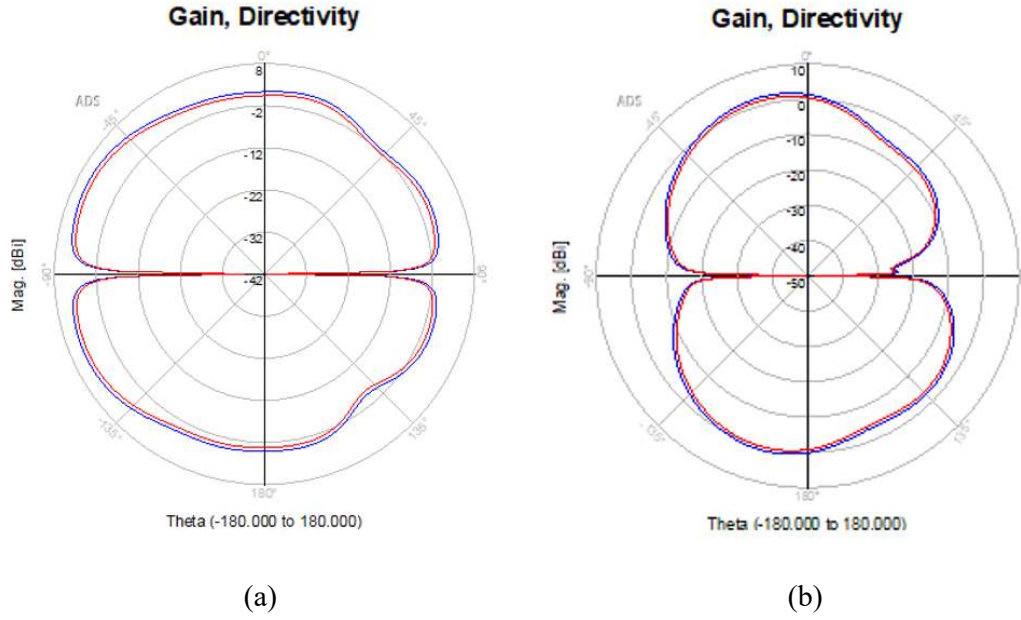 Gain, Directivity
0°
8
ADS
-45°
45°
-2
-12
-22
-32
-42
-90°
90°
Mag. [dBi]
-135°
135°
180°
Theta (-180.000 to 180.000)
(a)
Gain, Directivity
0°
10
ADS
-45°
45°
0
-10
-20
-30
-40
-50
-90°
Mag. [dBi]
-135°
135°
180°
Theta (-180.000 to 180.000)
(b)